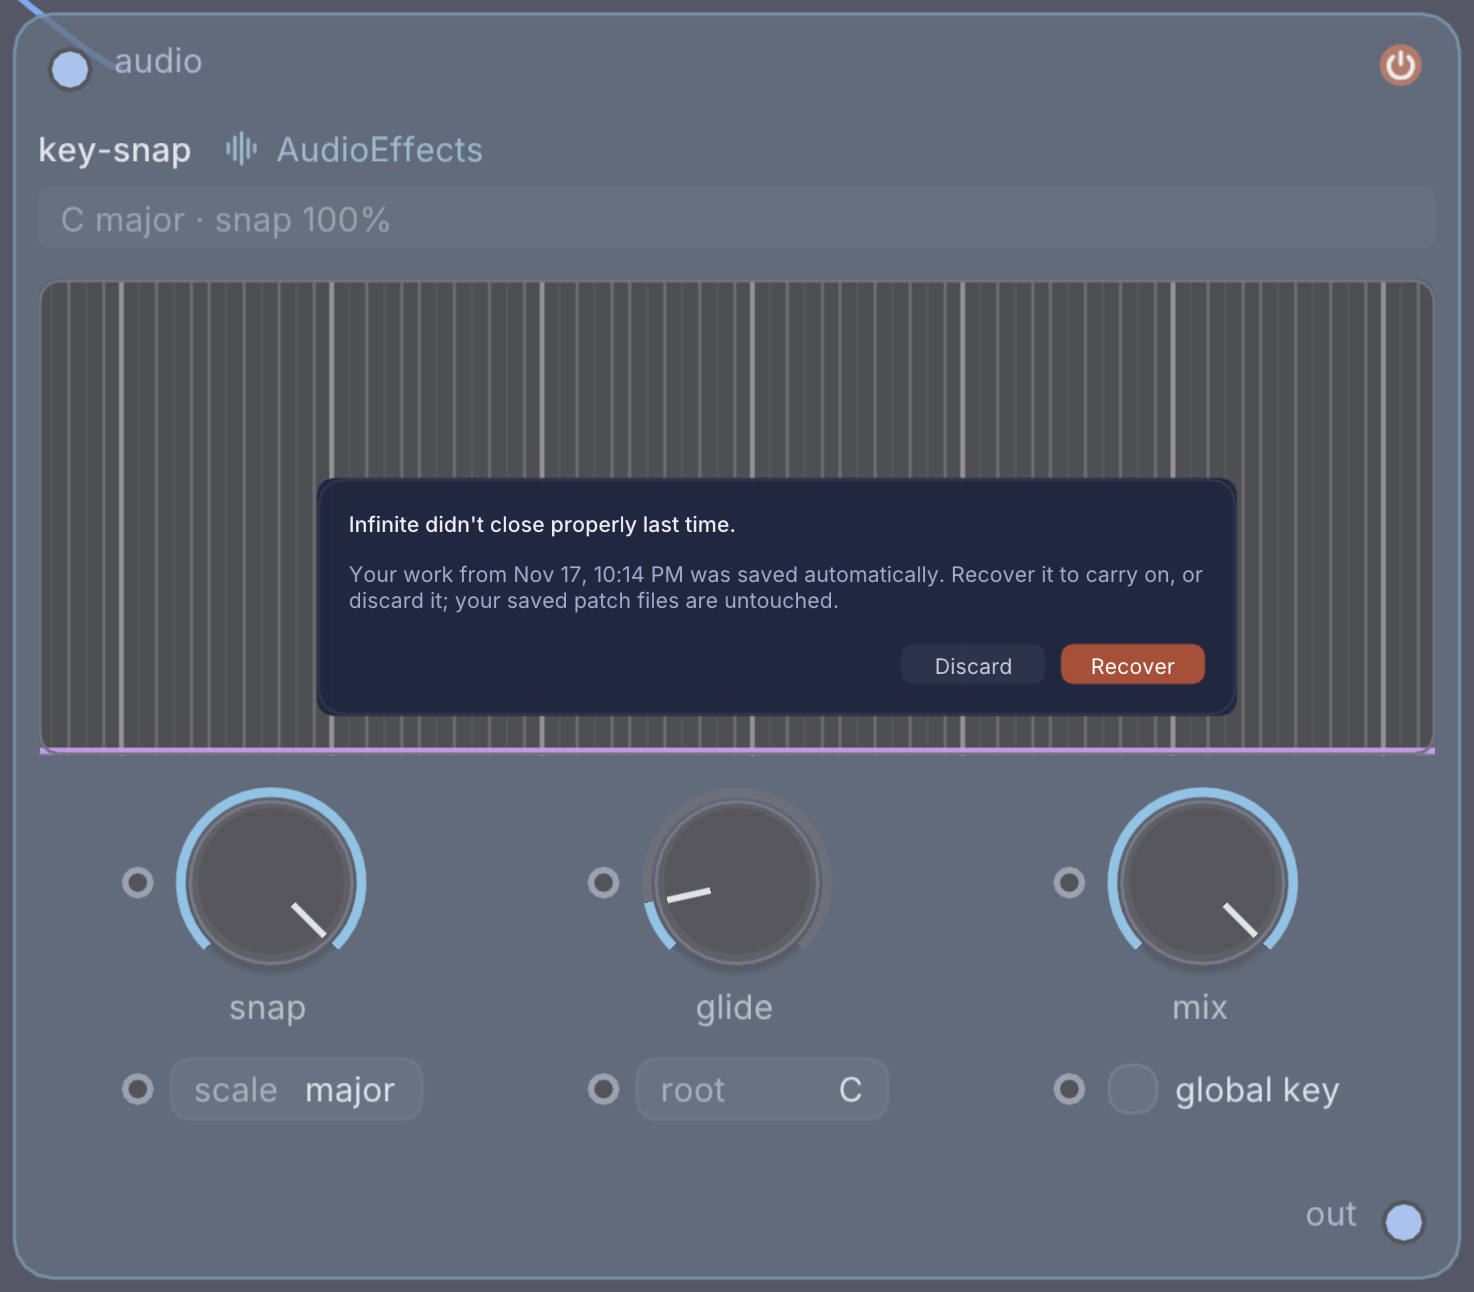 audio
key-snap AudioEffects
C major · snap 100%
Infinite didn't close properly last time.
Your work from Nov 17, 10:14 PM was saved automatically. Recover it to carry on, or
discard it; your saved patch files are untouched.
Discard Recover
snap glide mix
scale major root C global key
out